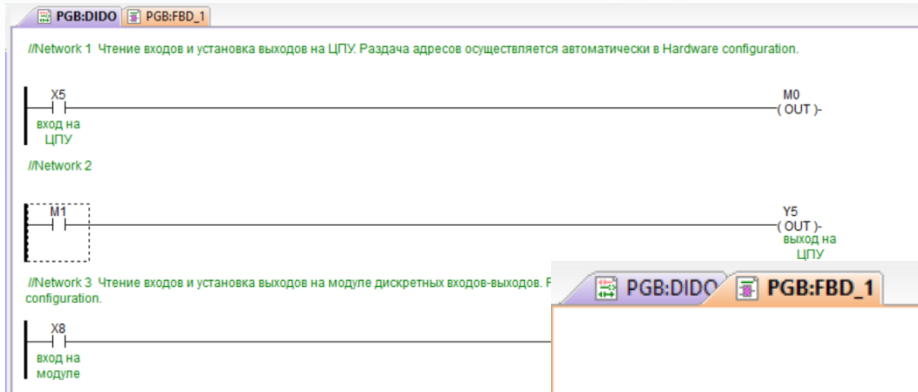 PGB:DIDO PGB:FBD_1
//Network 1 Чтение входов и установка выходов на ЦПУ. Раздача адресов осуществляется автоматически в Hardware configuration.
X5 M0
( OUT )-
вход на
ЦПУ
//Network 2
M1 Y5
( OUT )-
выход на
ЦПУ
//Network 3 Чтение входов и установка выходов на модуле дискретных входов-выходов.
configuration.
X8
вход на
модуле
PGB:DIDO PGB:FBD_1